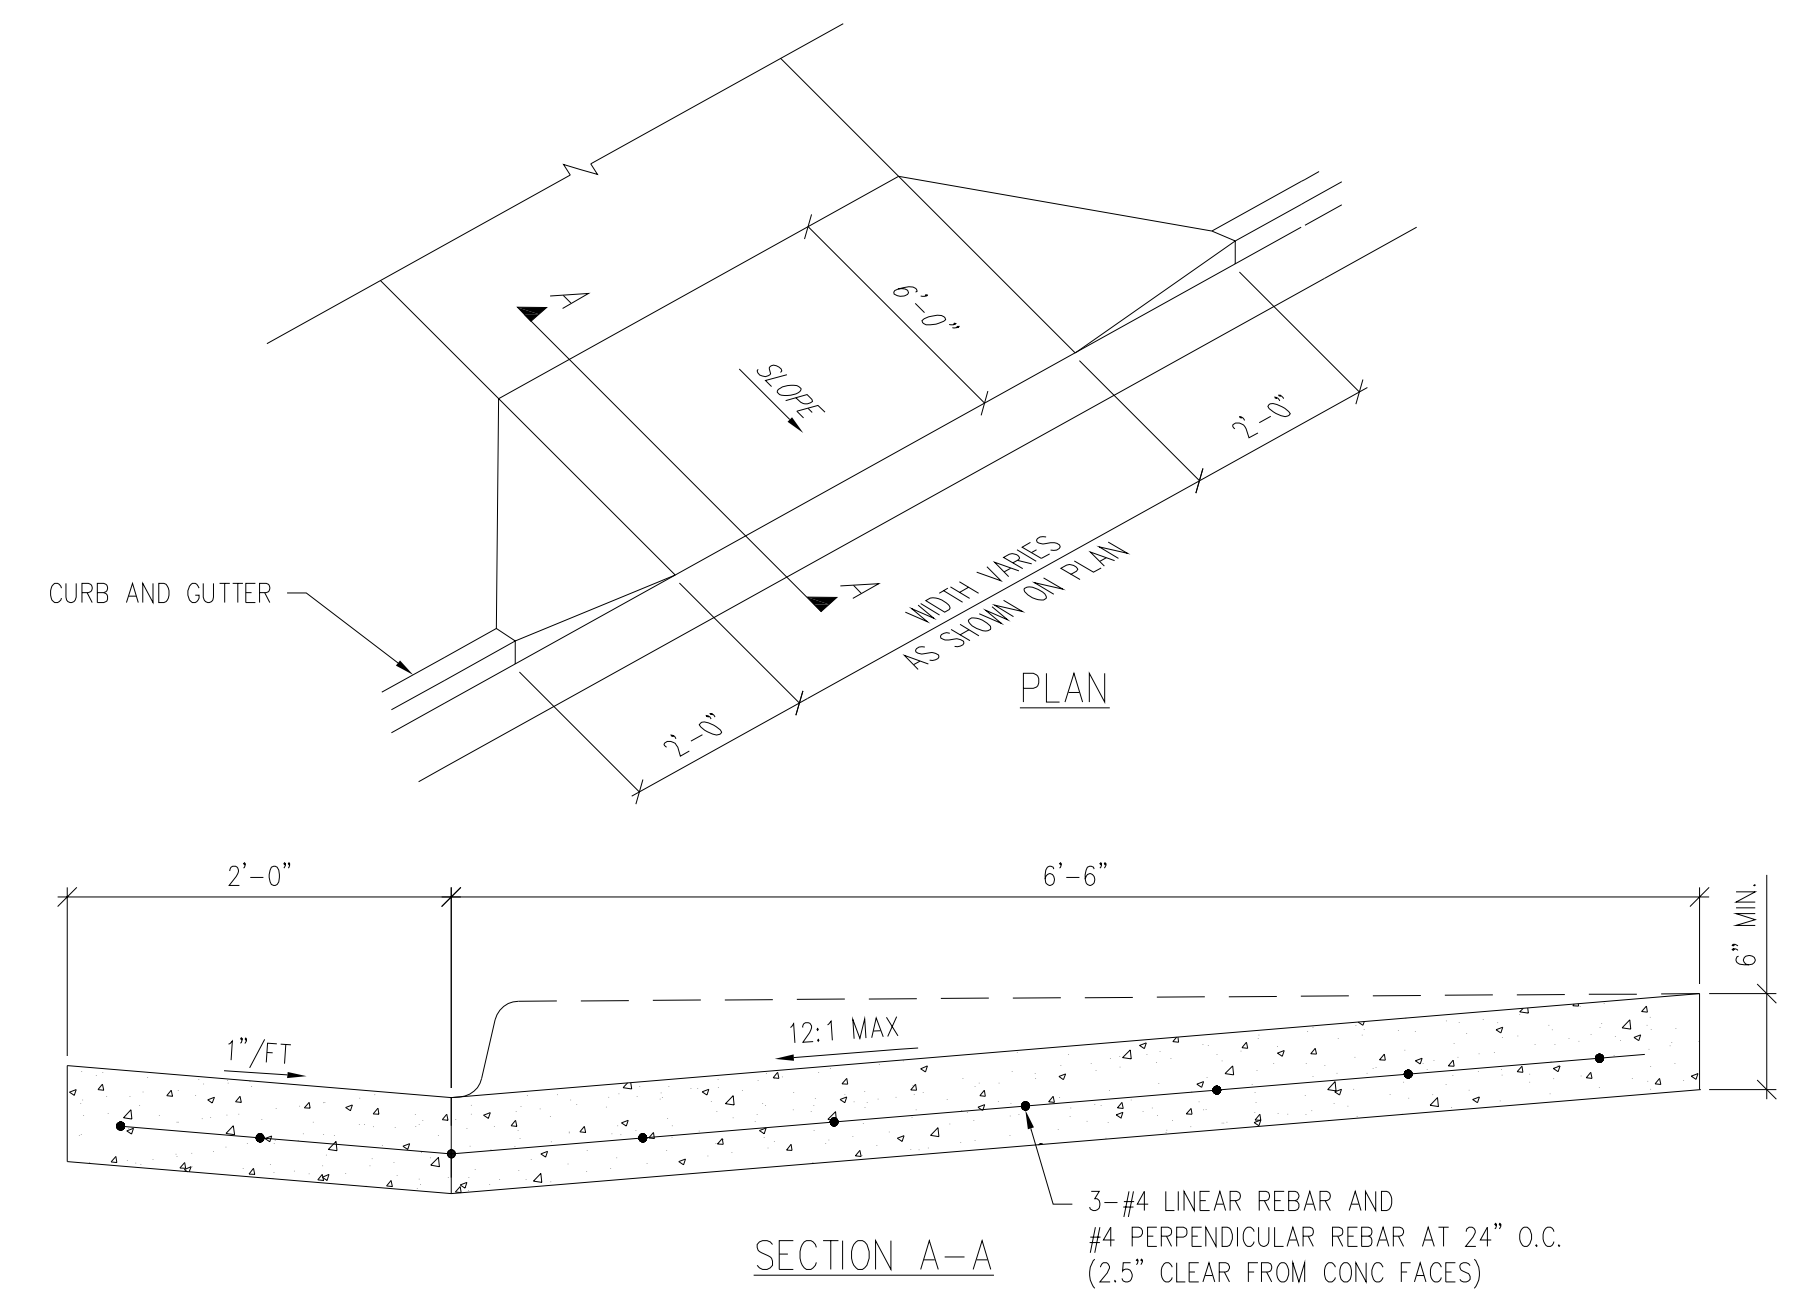 A
6'-0"
SLOPE
2'-0"
CURB AND GUTTER
A
WIDTH VARIES
AS SHOWN ON PLAN
PLAN
2'-0"
2'-0"
6'-6"
6" MIN.
1"/FT
12:1 MAX
3-#4 LINEAR REBAR AND
#4 PERPENDICULAR REBAR AT 24" O.C.
(2.5" CLEAR FROM CONC FACES)
SECTION A-A